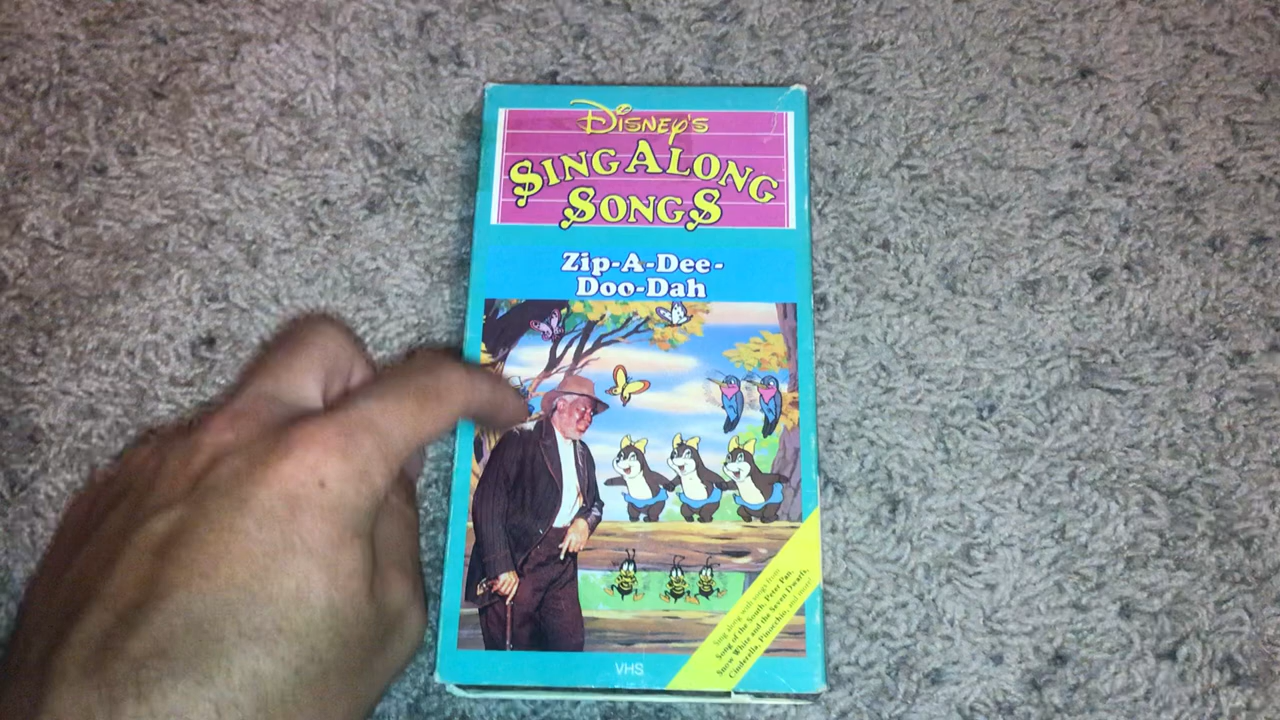 Disney's
Sing Along
Songs
Zip-A-Dee-
Doo-Dah
Sing along with songs from
Song of the South, Peter Pan,
Snow White and the Seven Dwarfs,
Cinderella, Pinocchio, and more!
VHS